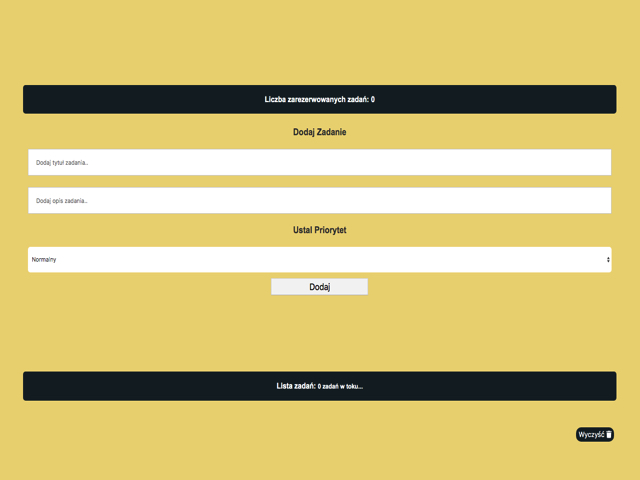 Liczba zarezerwowanych zadań: 0
Dodaj Zadanie
Dodaj tytuł zadania..
Dodaj opis zadania..
Ustal Priorytet
Normalny
Dodaj
Lista zadań: 0 zadań w toku...
Wyczyść